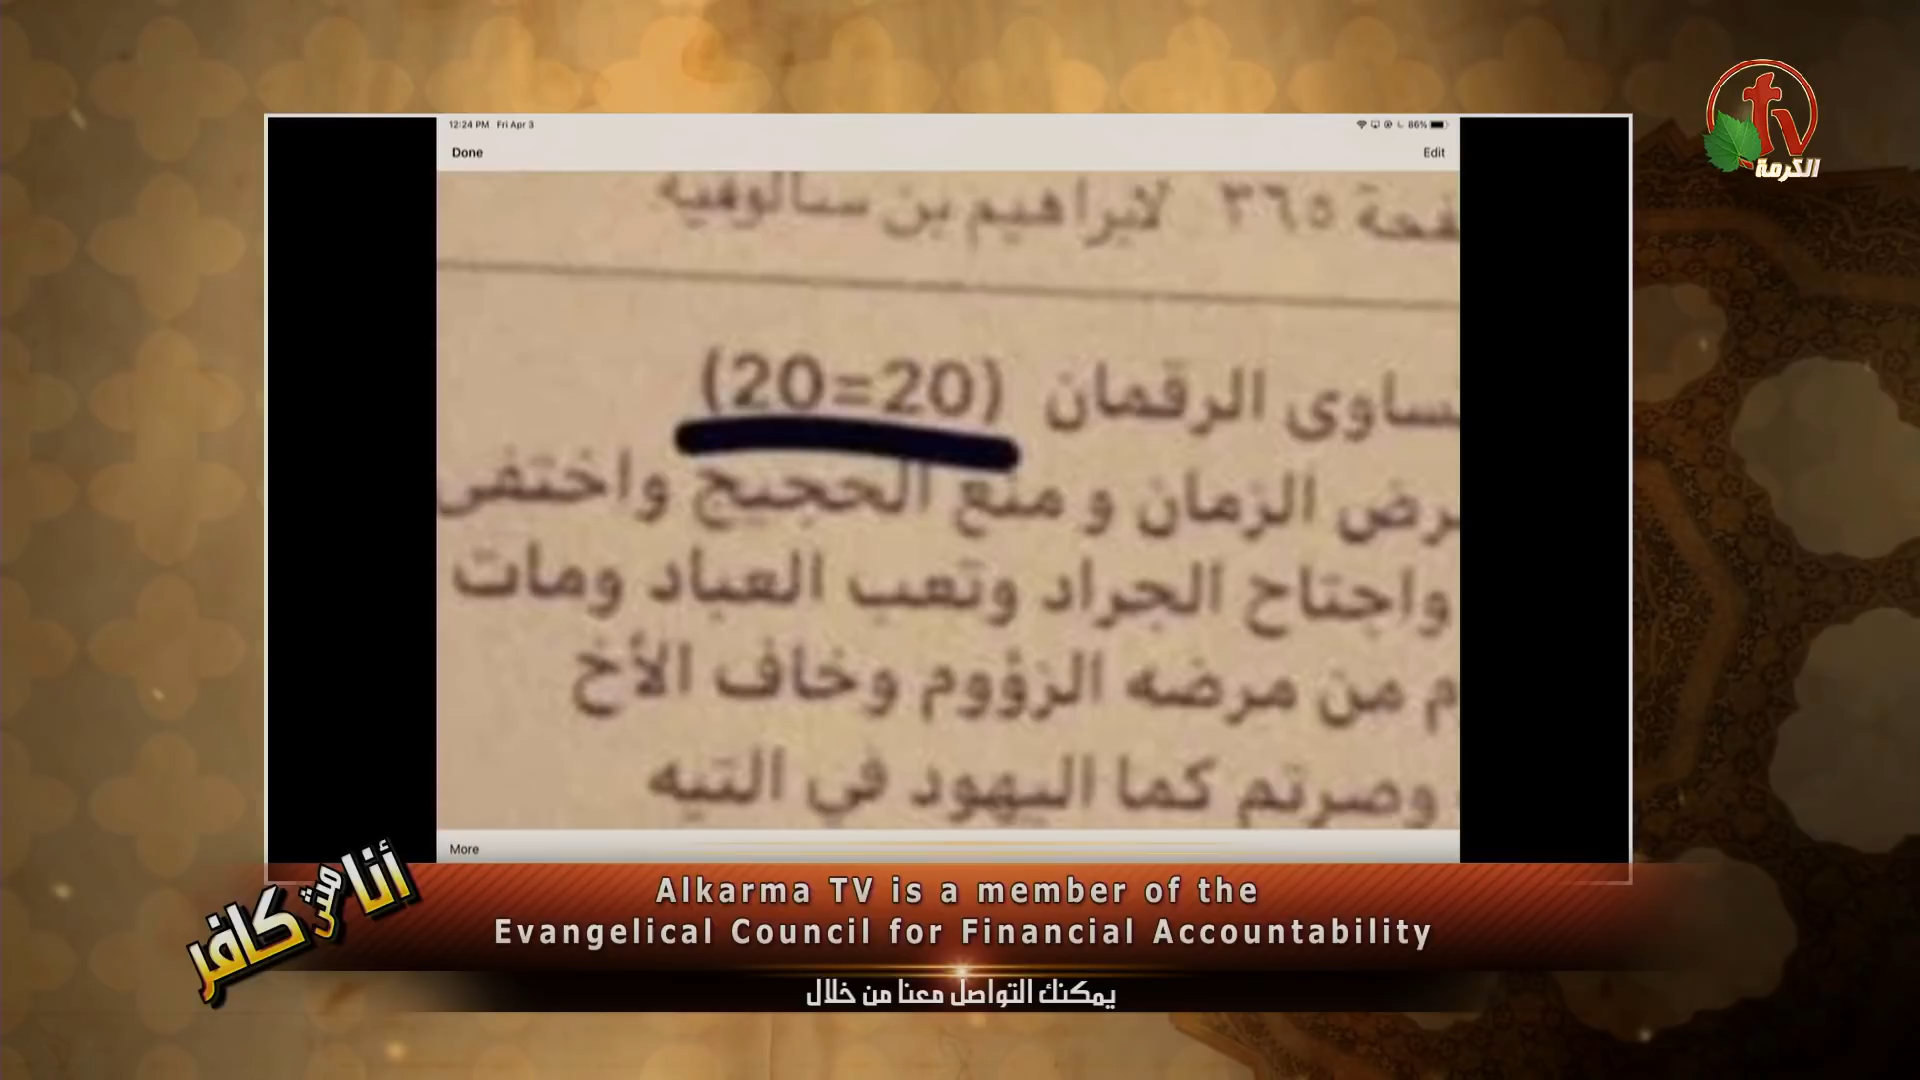 12:24 PM Fri Apr 3
86%
Done
Edit
tv
الكرمة
٣٦٥ لابراهيم بن سالوقيه
الرقمان (20=20)
الزمان و منع الحجيج واختفى
واجتاح الجراد وتعب العباد ومات
من مرضه الزؤوم وخاف الأخ
وصرتم كما اليهود في التيه
More
أنا مش كافر
Alkarma TV is a member of the
Evangelical Council for Financial Accountability
يمكنك التواصل معنا من خلال